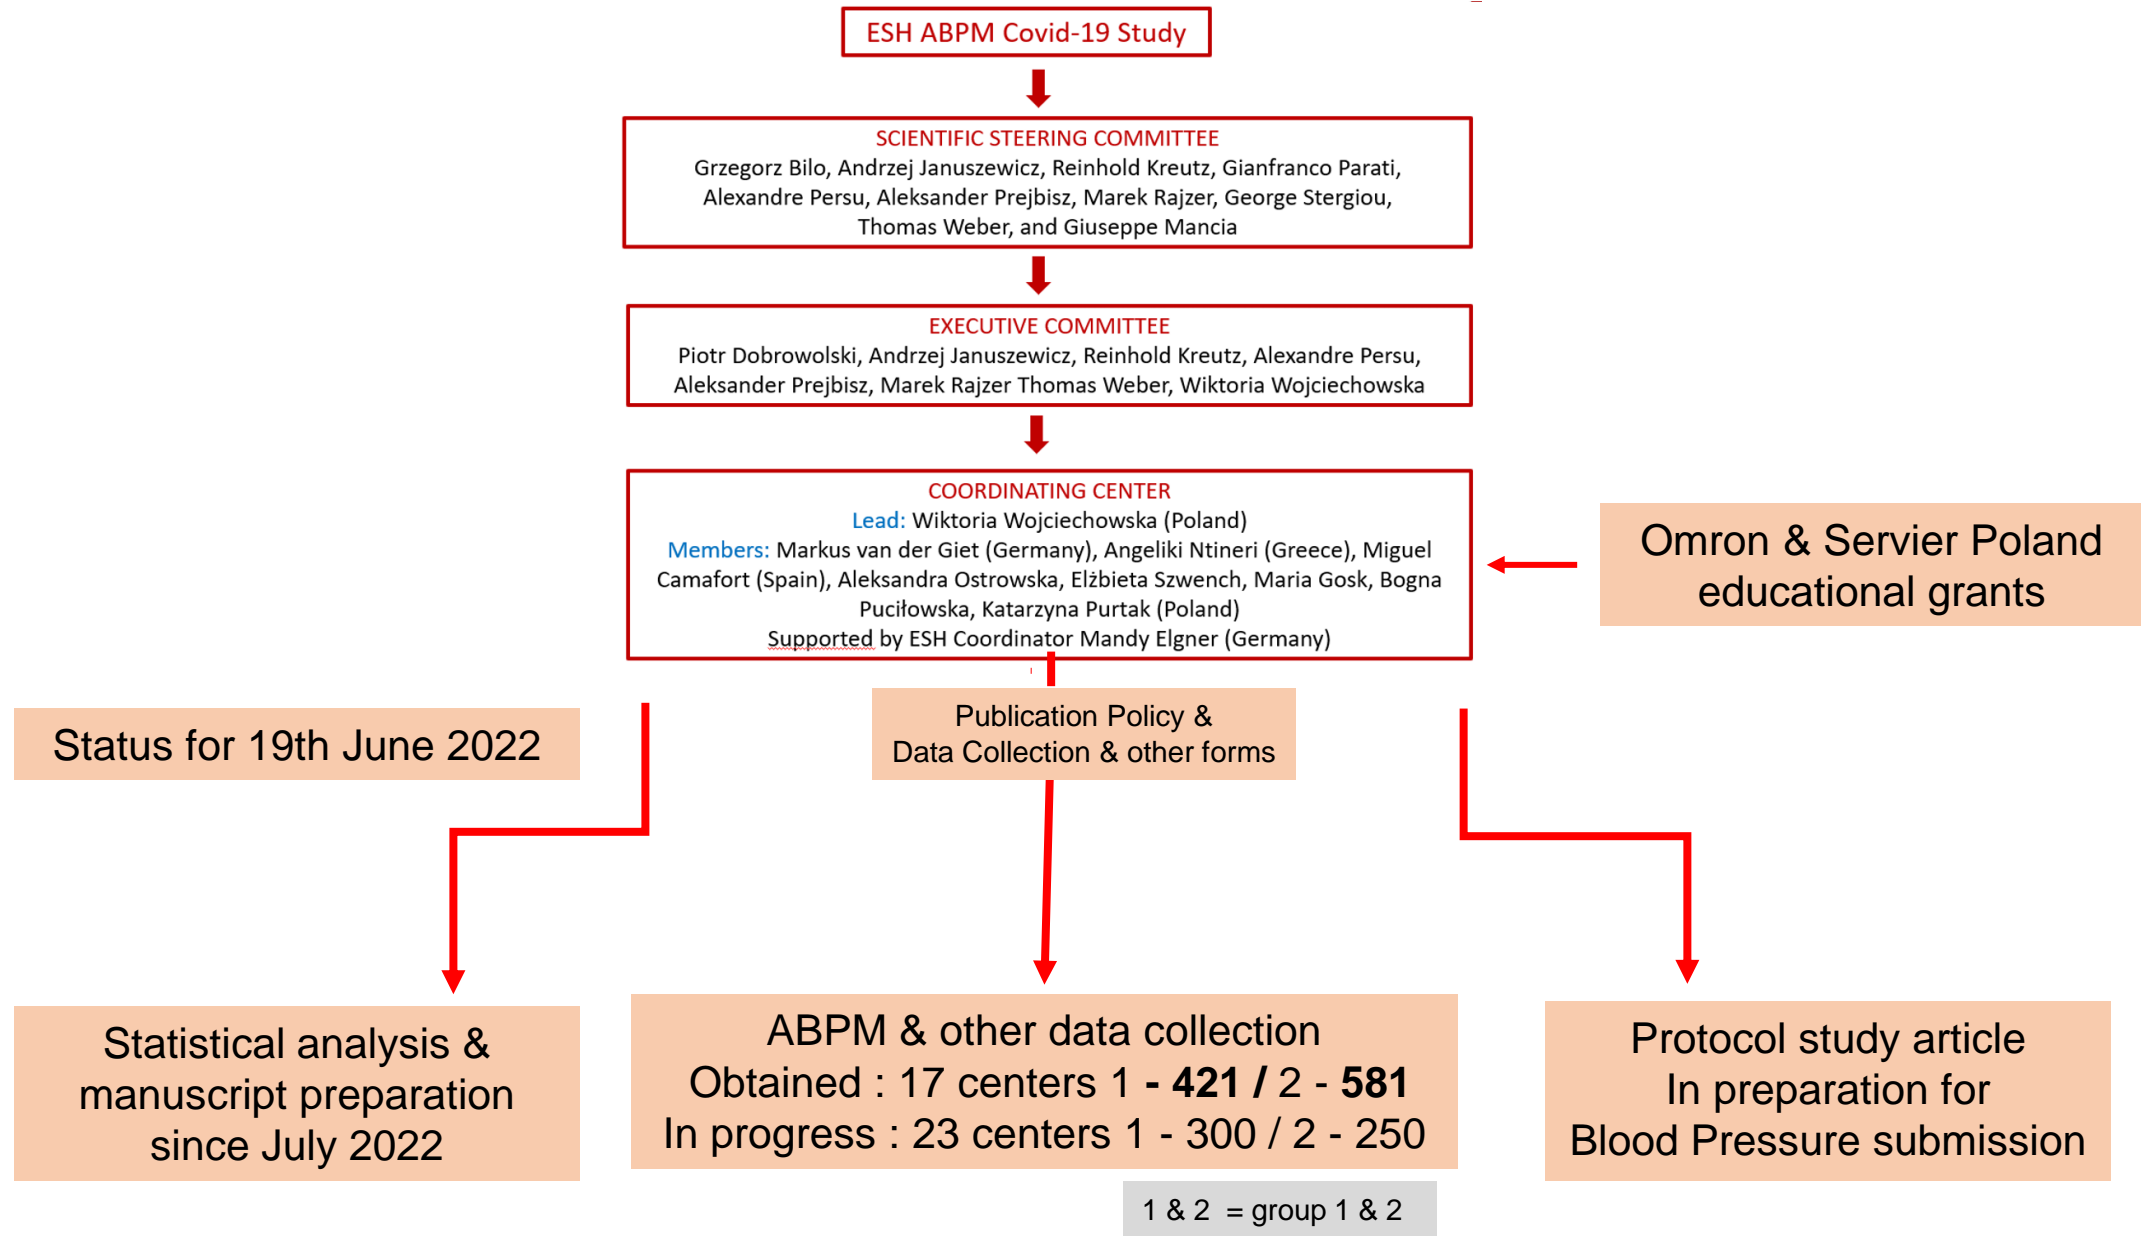 ESH ABPM Covid-19 Study
SCIENTIFIC STEERING COMMITTEE
Grzegorz Bilo, Andrzej Januszewicz, Reinhold Kreutz, Gianfranco Parati,
Alexandre Persu, Aleksander Prejbisz, Marek Rajzer, George Stergiou,
Thomas Weber, and Giuseppe Mancia
EXECUTIVE COMMITTEE
Piotr Dobrowolski, Andrzej Januszewicz, Reinhold Kreutz, Alexandre Persu,
Aleksander Prejbisz, Marek Rajzer Thomas Weber, Wiktoria Wojciechowska
COORDINATING CENTER
Lead: Wiktoria Wojciechowska (Poland)
Members: Markus van der Giet (Germany), Angeliki Ntineri (Greece), Miguel
Camafort (Spain), Aleksandra Ostrowska, Elżbieta Szwench, Maria Gosk, Bogna
Puciłowska, Katarzyna Purtak (Poland)
Supported by ESH Coordinator Mandy Elgner (Germany)
Omron & Servier Poland
educational grants
Status for 19th June 2022
Publication Policy &
Data Collection & other forms
Statistical analysis &
manuscript preparation
since July 2022
ABPM & other data collection
Obtained : 17 centers 1 - 421 / 2 - 581
In progress : 23 centers 1 - 300 / 2 - 250
Protocol study article
In preparation for
Blood Pressure submission
1 & 2 = group 1 & 2